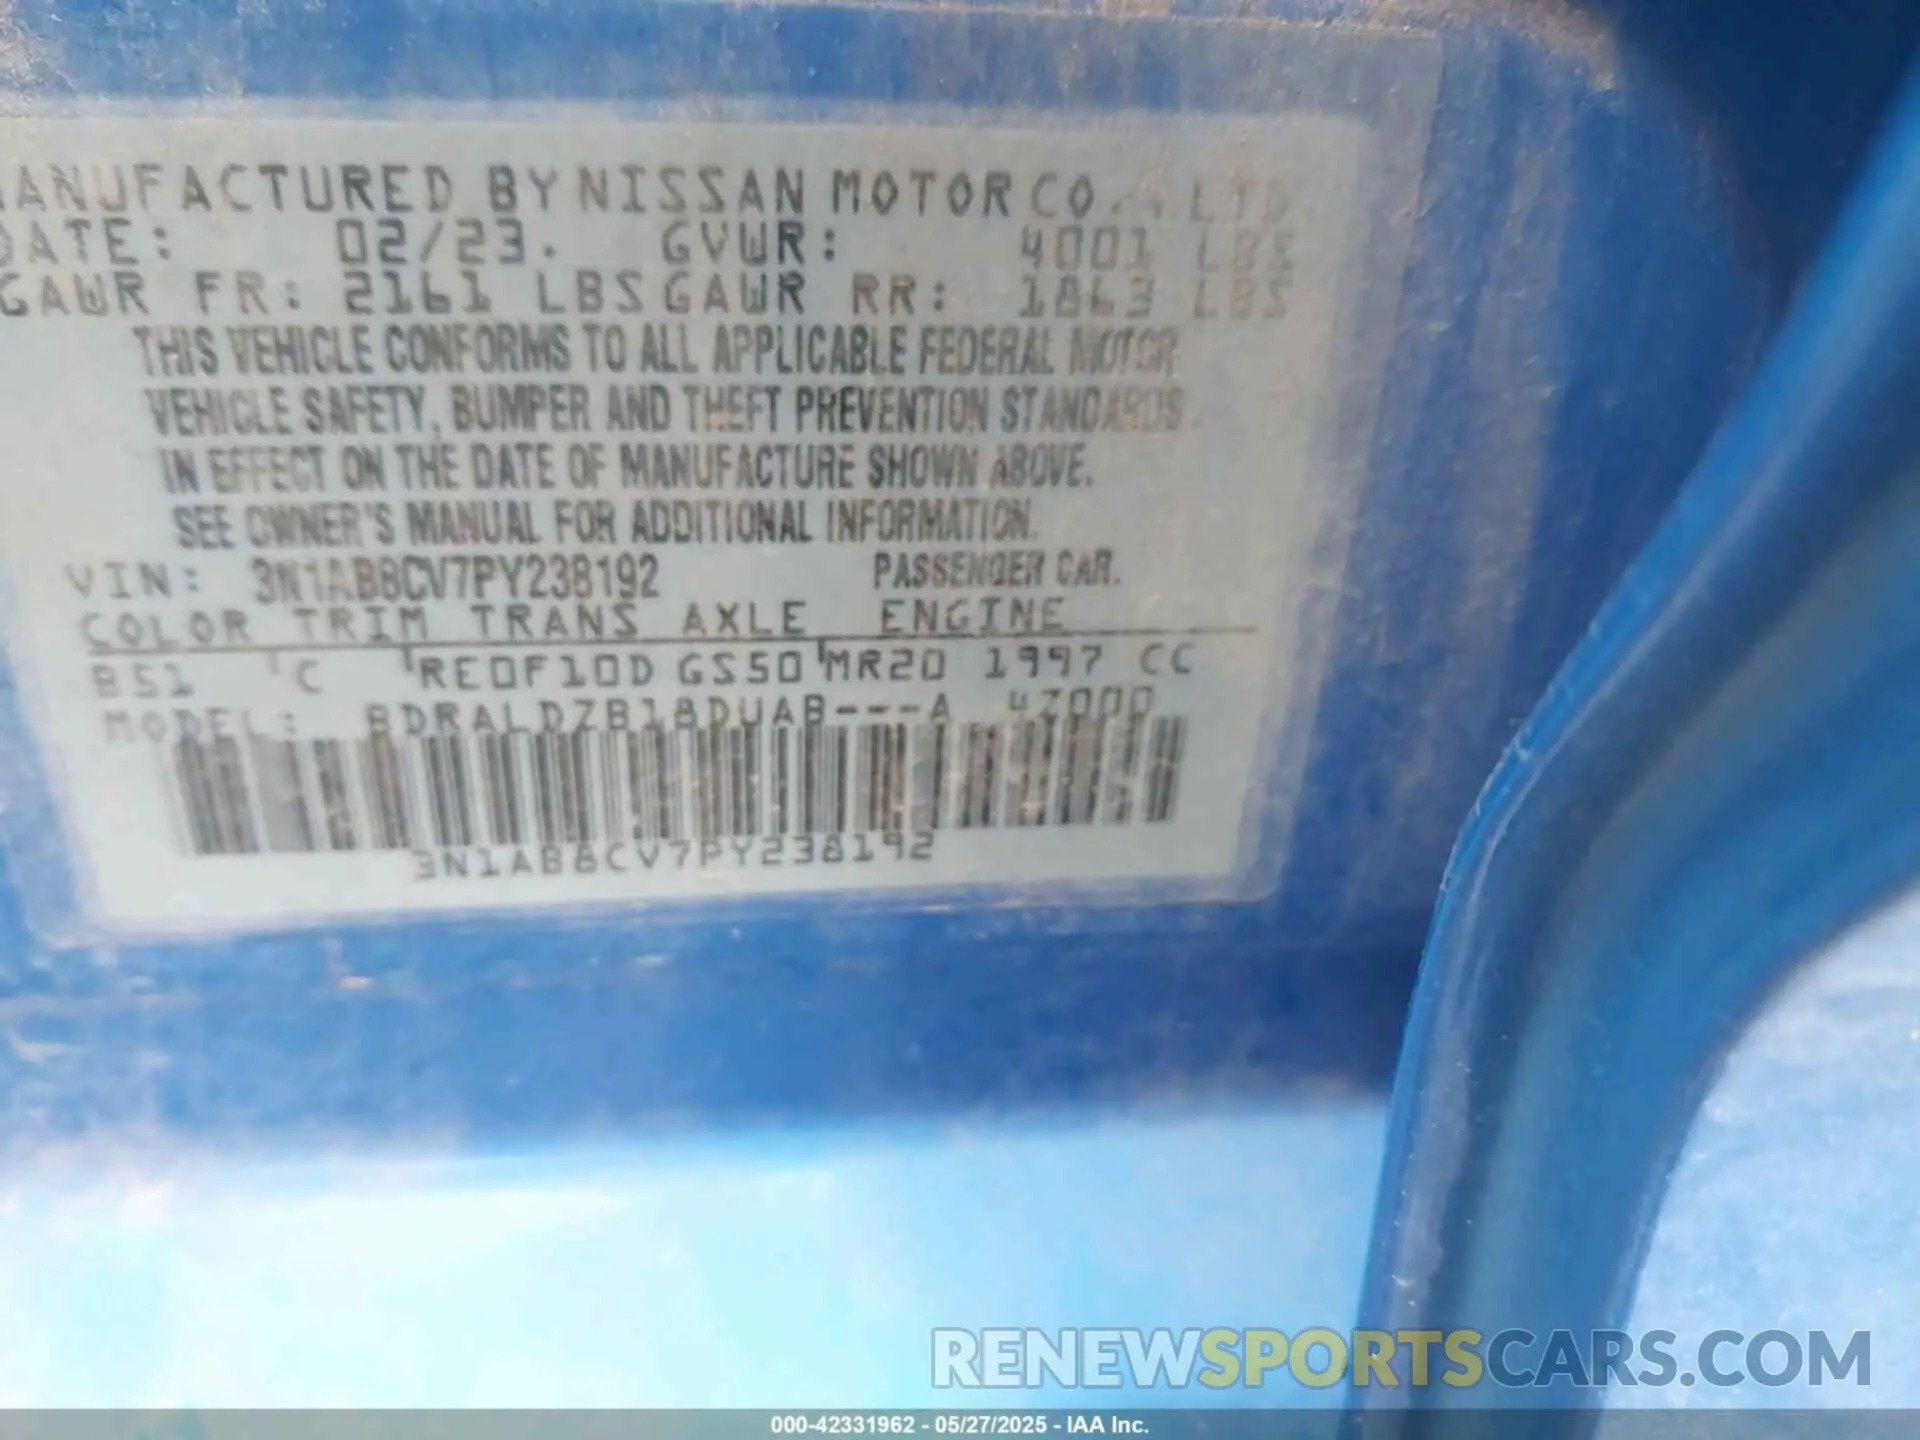 MANUFACTURED BY NISSAN MOTOR CO., LTD.
DATE: 02/23. GVWR: 4001 LBS
GAWR FR: 2161 LBS GAWR RR: 1863 LBS
THIS VEHICLE CONFORMS TO ALL APPLICABLE FEDERAL MOTOR
VEHICLE SAFETY, BUMPER AND THEFT PREVENTION STANDARDS
IN EFFECT ON THE DATE OF MANUFACTURE SHOWN ABOVE.
SEE OWNER'S MANUAL FOR ADDITIONAL INFORMATION.
VIN: 3N1AB8CV7PY238192 PASSENGER CAR.
COLOR TRIM TRANS AXLE ENGINE
B51 C RE0F10D GS50 MR20 1997 CC
MODEL: BDRALDZB18DUAB---A 4Z000
3N1AB8CV7PY238192
RENEWSPORTSCARS.COM
000-42331962 - 05/27/2025 - IAA Inc.